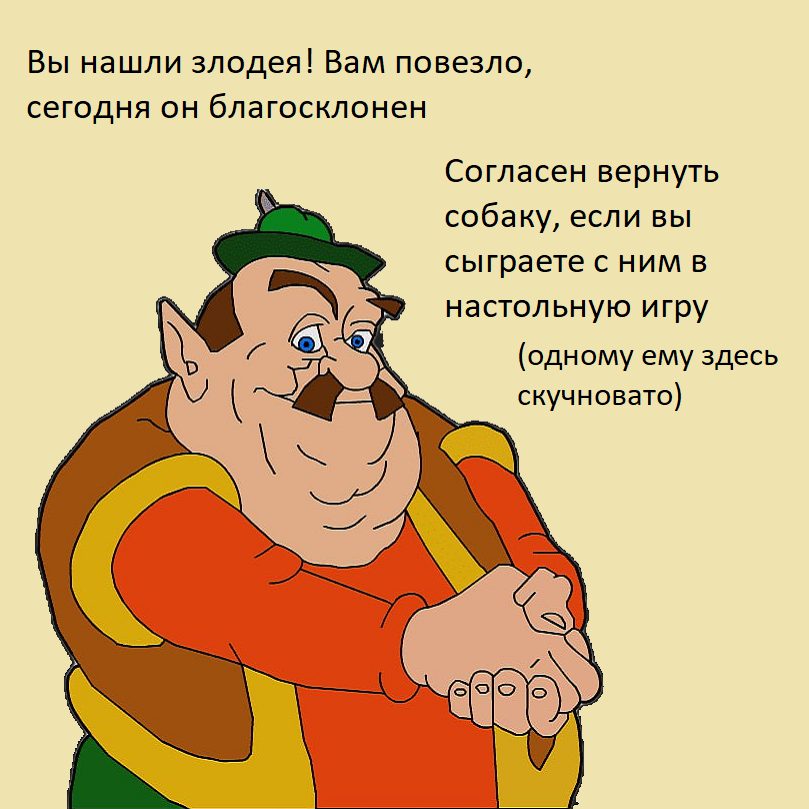 Вы нашли злодея! Вам повезло,
сегодня он благосклонен
Согласен вернуть
собаку, если вы
сыграете с ним в
настольную игру
(одному ему здесь
скучновато)